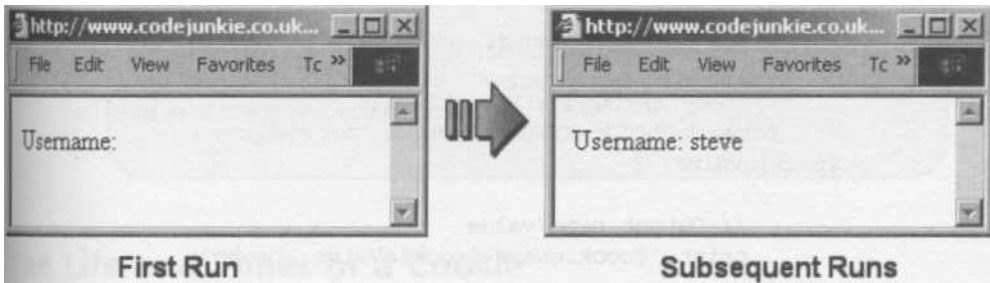 http://www.codejunkie.co.uk...
File Edit View Favorites Tc »
Username:
http://www.codejunkie.co.uk...
File Edit View Favorites Tc »
Username: steve
First Run
Subsequent Runs